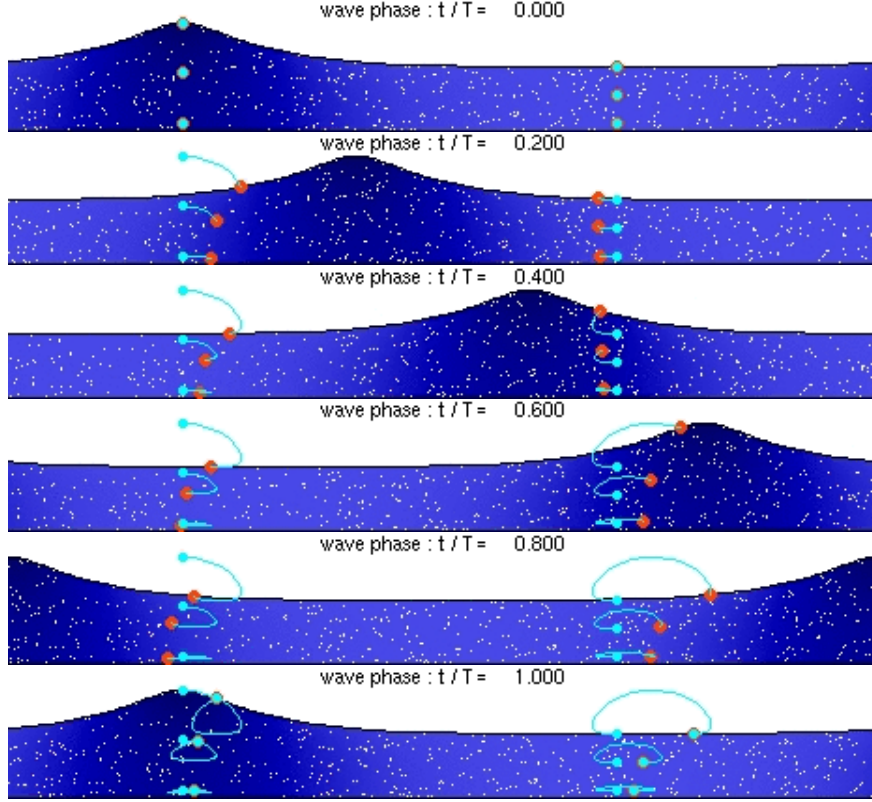 wave phase : t / T = 0.000
wave phase : t / T = 0.200
wave phase : t / T = 0.400
wave phase : t / T = 0.600
wave phase : t / T = 0.800
wave phase : t / T = 1.000